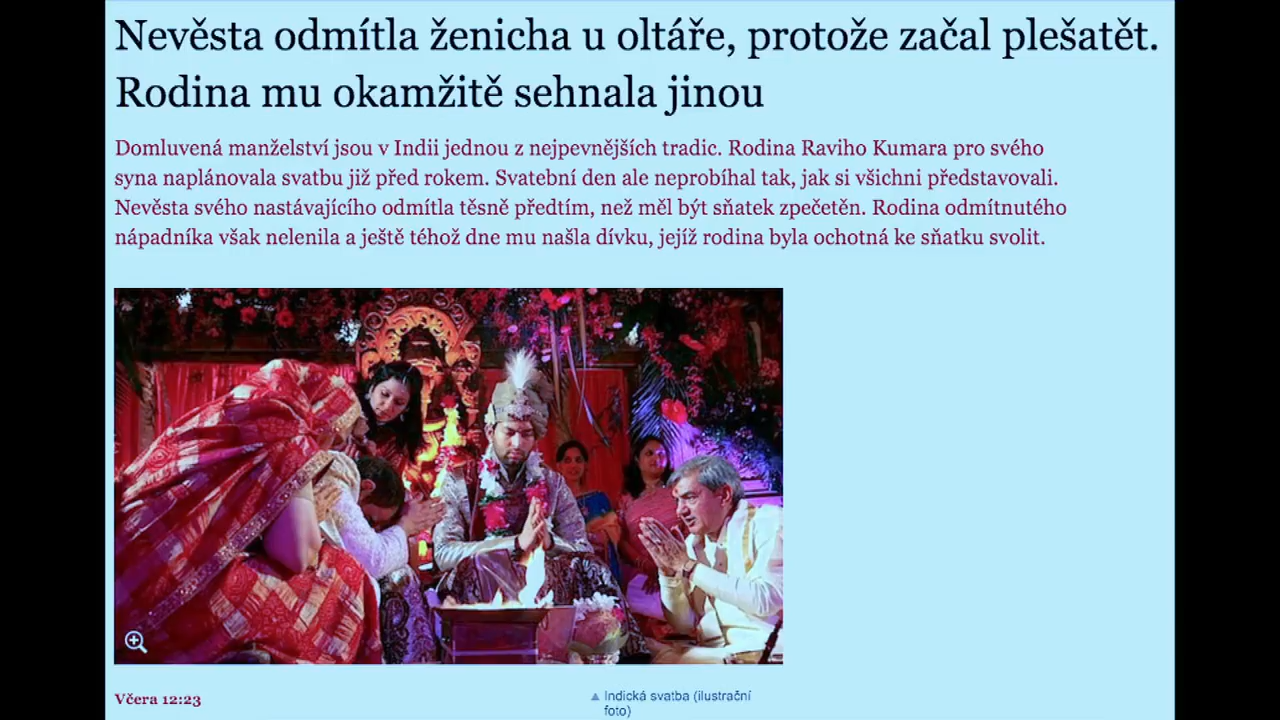 Nevěsta odmítla ženicha u oltáře, protože začal plešatět.
Rodina mu okamžitě sehnala jinou
Domluvená manželství jsou v Indii jednou z nejpevnějších tradic. Rodina Raviho Kumara pro svého
syna naplánovala svatbu již před rokem. Svatební den ale neprobíhal tak, jak si všichni představovali.
Nevěsta svého nastávajícího odmítla těsně předtím, než měl být sňatek zpečetěn. Rodina odmítnutého
nápadníka však nelenila a ještě téhož dne mu našla dívku, jejíž rodina byla ochotná ke sňatku svolit.
Včera 12:23
Indická svatba (ilustrační
foto)